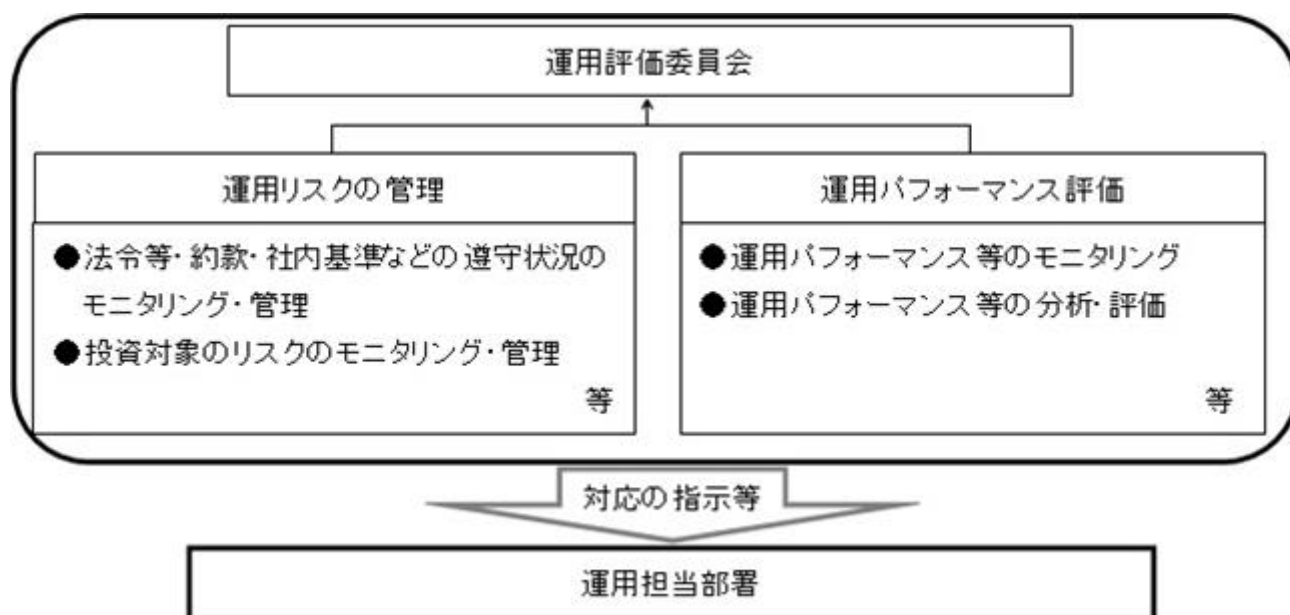 運用評価委員会
運用リスクの管理
●法令等・約款・社内基準などの遵守状況の
モニタリング・管理
●投資対象のリスクのモニタリング・管理
等
運用パフォーマンス評価
●運用パフォーマンス等のモニタリング
●運用パフォーマンス等の分析・評価
等
対応の指示等
運用担当部署